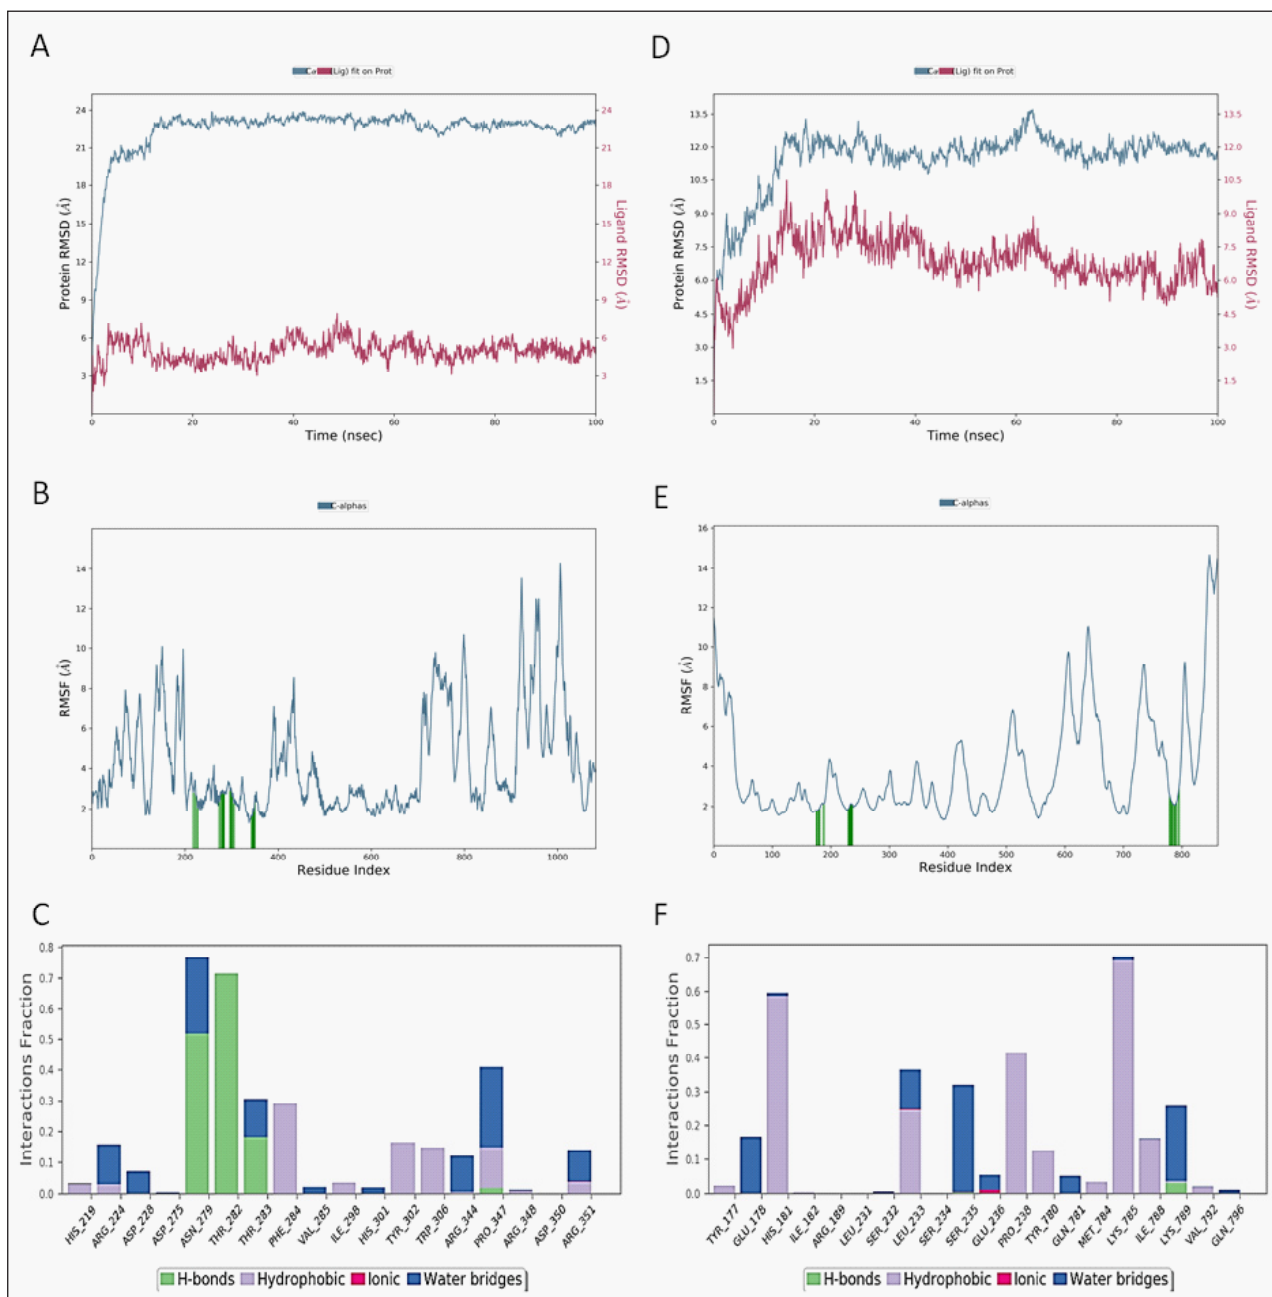 A
Cα (Lig) fit on Prot
Protein RMSD (Å)
24
21
18
15
12
9
6
3
24
21
18
15
12
9
6
3
Ligand RMSD (Å)
0 20 40 60 80 100
Time (nsec)
D
Cα (Lig) fit on Prot
Protein RMSD (Å)
13.5
12.0
10.5
9.0
7.5
6.0
4.5
3.0
1.5
13.5
12.0
10.5
9.0
7.5
6.0
4.5
3.0
1.5
Ligand RMSD (Å)
0 20 40 60 80 100
Time (nsec)
B
C-alphas
RMSF (Å)
14
12
10
8
6
4
2
0 200 400 600 800 1000
Residue Index
E
C-alphas
RMSF (Å)
16
14
12
10
8
6
4
2
0 100 200 300 400 500 600 700 800
Residue Index
C
Interactions Fraction
0.8
0.7
0.6
0.5
0.4
0.3
0.2
0.1
0.0
HIS_219 ARG_224 ASP_228 ASP_275 ASN_279 THR_282 THR_283 PHE_284 VAL_285 ILE_298 HIS_301 TYR_302 TRP_306 ARG_344 PRO_347 ARG_348 ASP_350 ARG_351
H-bonds Hydrophobic Ionic Water bridges
F
Interactions Fraction
0.7
0.6
0.5
0.4
0.3
0.2
0.1
0.0
TYR_177 GLU_178 HIS_181 ILE_182 ARG_189 LEU_231 SER_232 LEU_233 SER_234 SER_235 GLU_236 PRO_238 TYR_780 GLN_781 MET_784 LYS_785 ILE_788 LYS_789 VAL_792 GLN_796
H-bonds Hydrophobic Ionic Water bridges